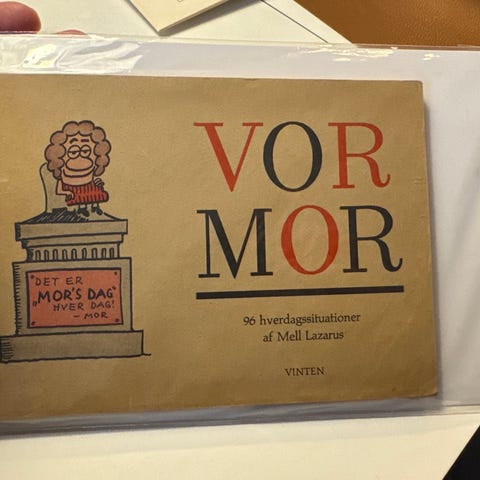 VOR
MOR
96 hverdagssituationer
af Mell Lazarus
VINTEN
"DET ER
"MOR'S DAG"
HVER DAG!"
- MOR